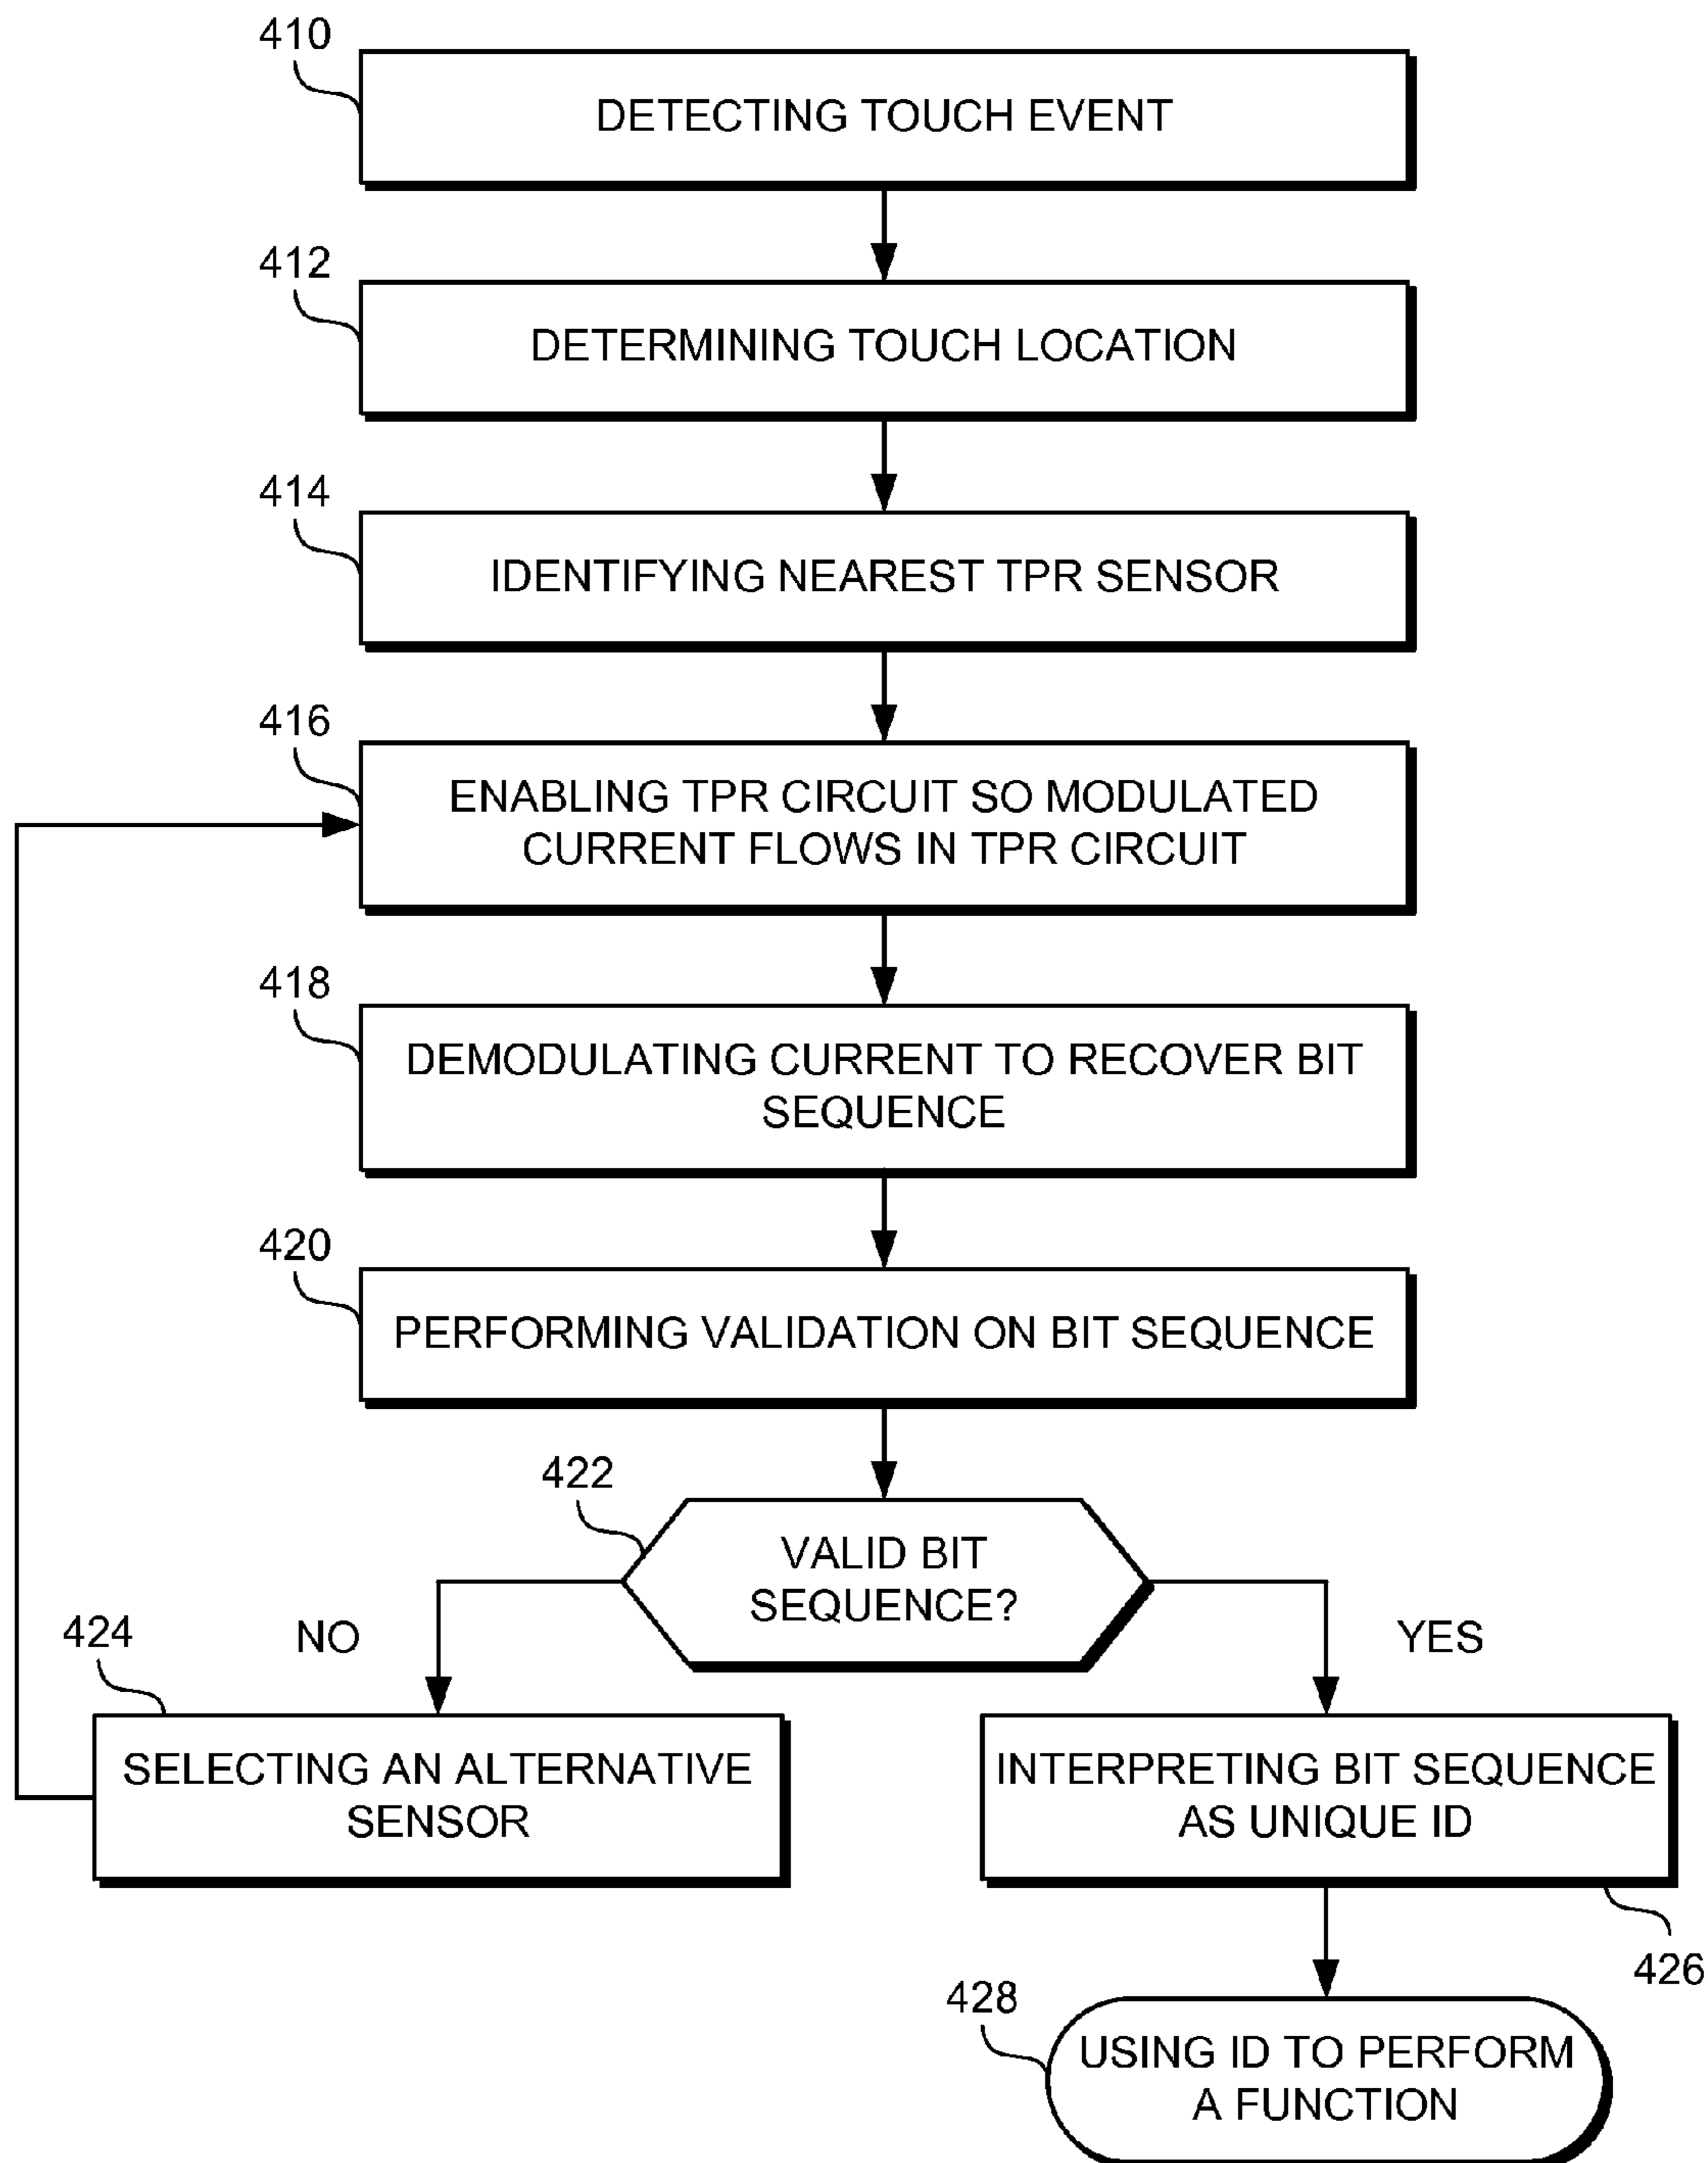 410
DETECTING TOUCH EVENT
412
DETERMINING TOUCH LOCATION
414
IDENTIFYING NEAREST TPR SENSOR
416
ENABLING TPR CIRCUIT SO MODULATED
CURRENT FLOWS IN TPR CIRCUIT
418
DEMODULATING CURRENT TO RECOVER BIT
SEQUENCE
420
PERFORMING VALIDATION ON BIT SEQUENCE
422
VALID BIT
SEQUENCE?
424
NO
YES
SELECTING AN ALTERNATIVE
SENSOR
INTERPRETING BIT SEQUENCE
AS UNIQUE ID
426
428
USING ID TO PERFORM
A FUNCTION